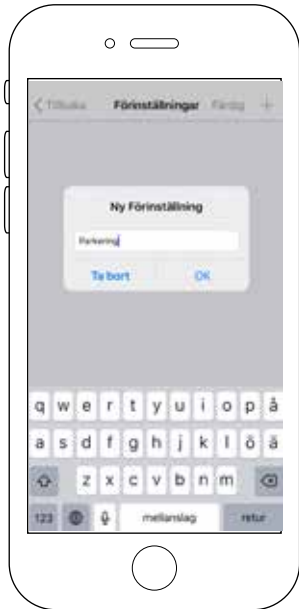 < Tillbaka Förinställningar Färdig +
Ny Förinställning
Parkering
Ta bort OK
q w e r t y u i o p å
a s d f g h j k l ö ä
z x c v b n m
123 mellanslag retur